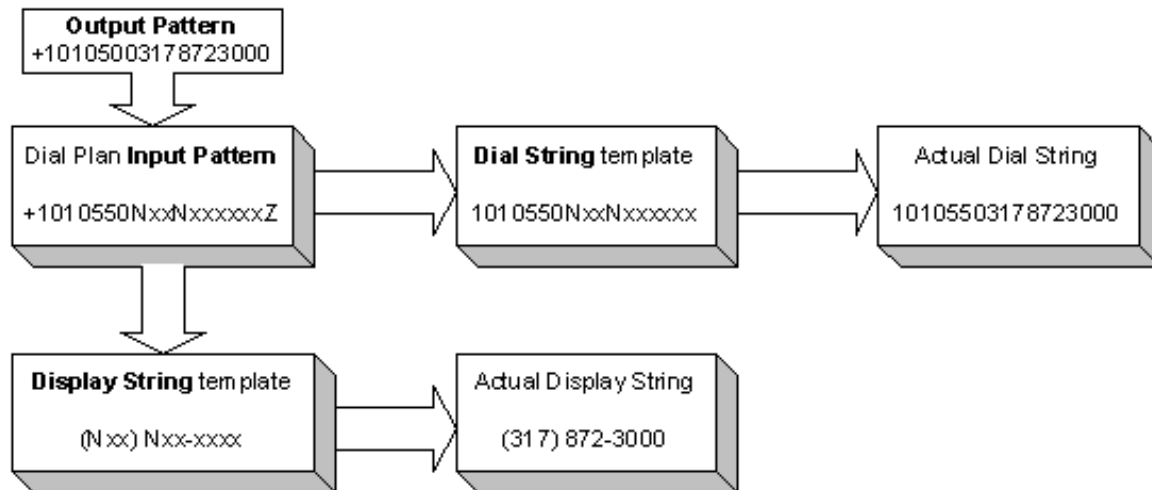 Output Pattern
+10105003178723000
Dial Plan Input Pattern
+1010550NxxNxxxxxxZ
Dial String template
1010550NxxNxxxxxx
Actual Dial String
10105503178723000
Display String template
(Nxx) Nxx-xxxx
Actual Display String
(317) 872-3000